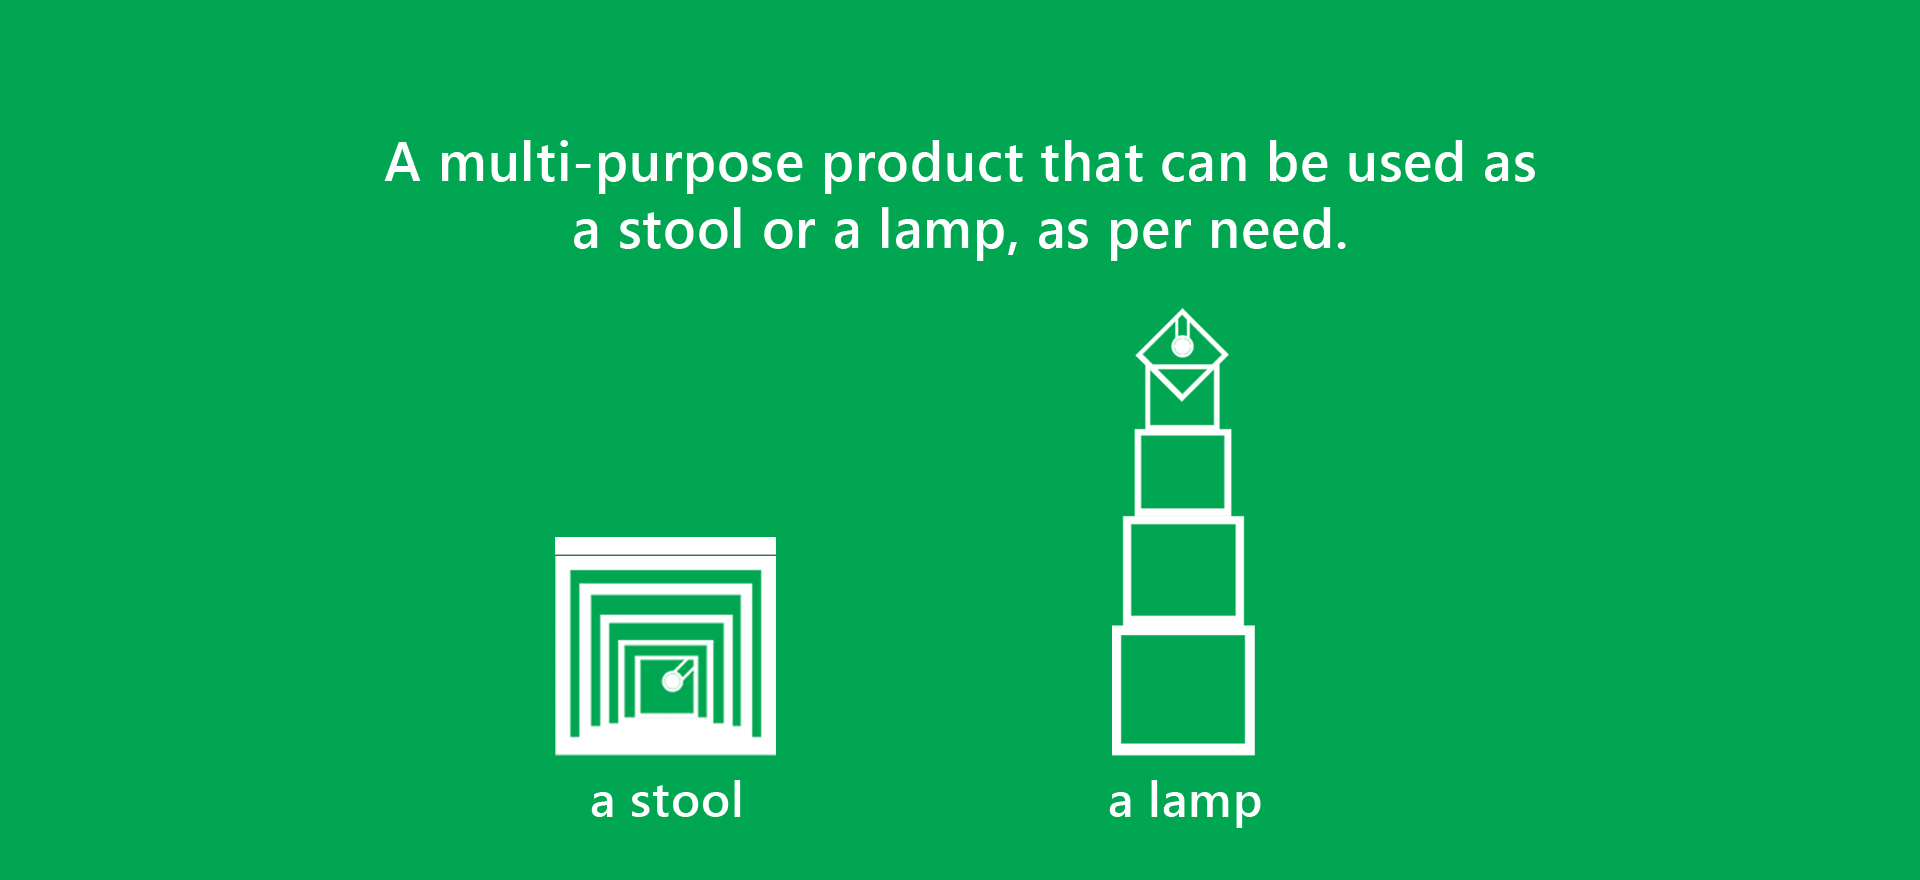 A multi-purpose product that can be used as
a stool or a lamp, as per need.
a stool
a lamp